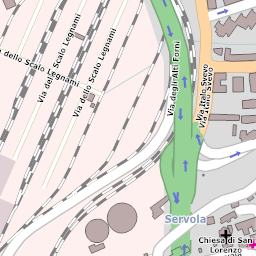 Via dello Scalo Legnami
Via dello Scalo Legnami
dello Scalo Legnami
Via degli Alti Forni
Via Italo Svevo
Via Italo Svevo
Servola
Chiesa di San
Lorenzo